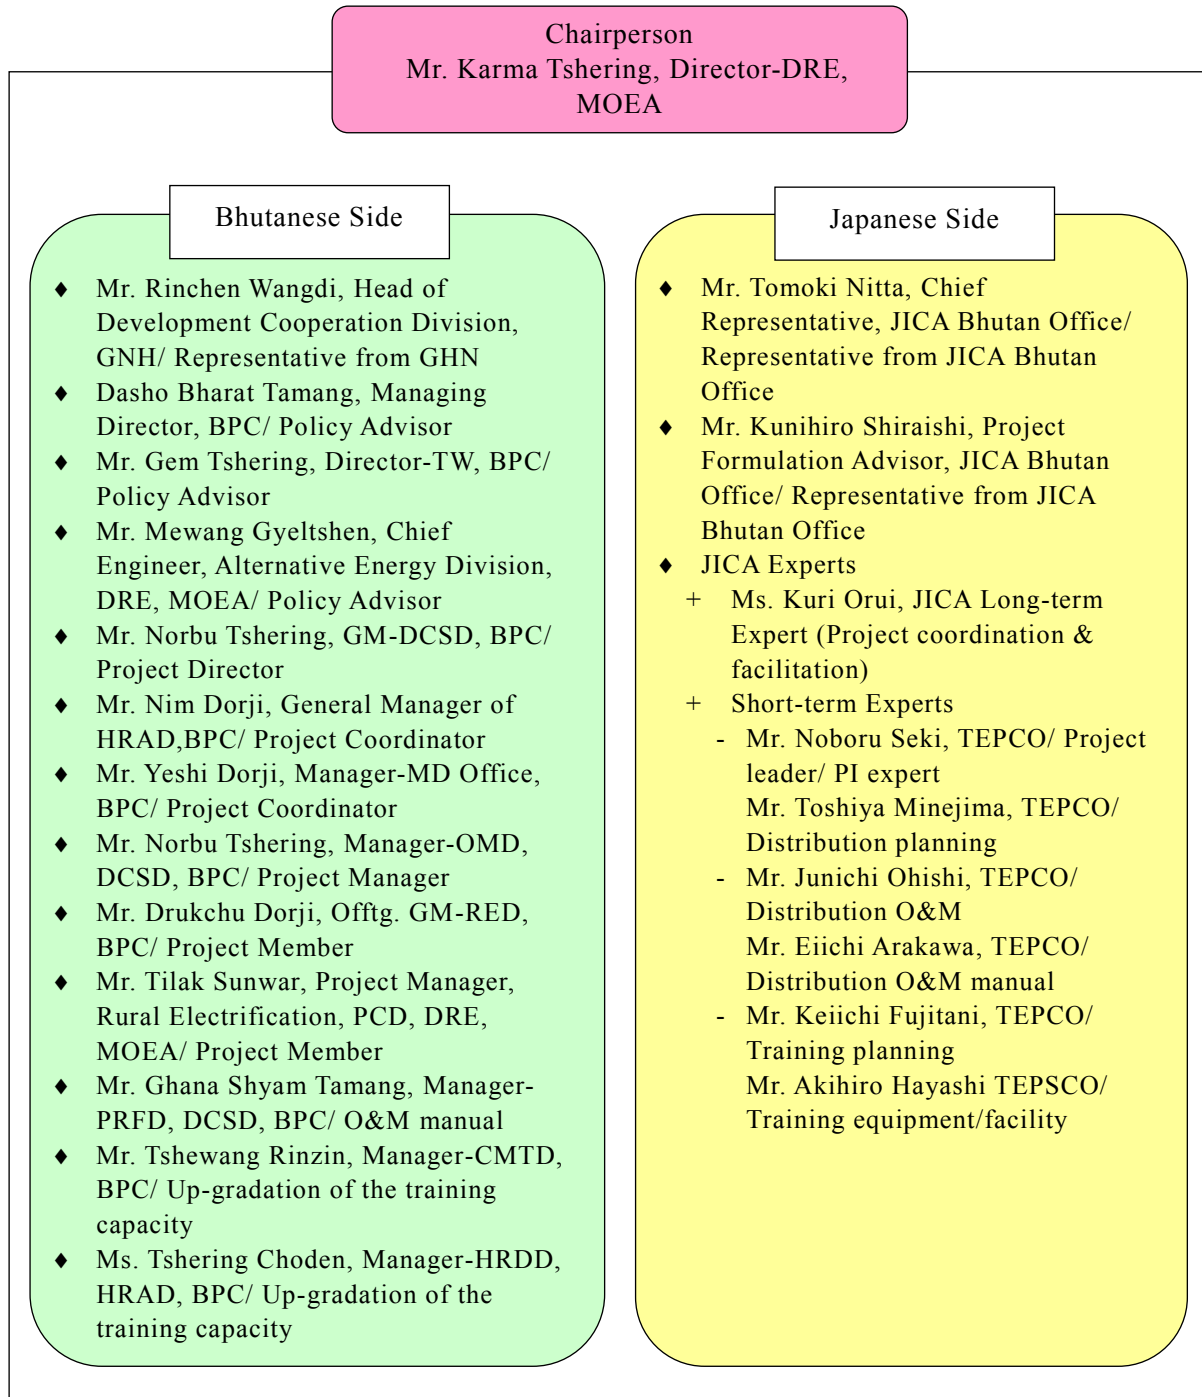 Chairperson
Mr. Karma Tshering, Director-DRE,
MOEA
Bhutanese Side
♦ Mr. Rinchen Wangdi, Head of
Development Cooperation Division,
GNH/ Representative from GHN
♦ Dasho Bharat Tamang, Managing
Director, BPC/ Policy Advisor
♦ Mr. Gem Tshering, Director-TW, BPC/
Policy Advisor
♦ Mr. Mewang Gyeltshen, Chief
Engineer, Alternative Energy Division,
DRE, MOEA/ Policy Advisor
♦ Mr. Norbu Tshering, GM-DCSD, BPC/
Project Director
♦ Mr. Nim Dorji, General Manager of
HRAD,BPC/ Project Coordinator
♦ Mr. Yeshi Dorji, Manager-MD Office,
BPC/ Project Coordinator
♦ Mr. Norbu Tshering, Manager-OMD,
DCSD, BPC/ Project Manager
♦ Mr. Drukchu Dorji, Offtg. GM-RED,
BPC/ Project Member
♦ Mr. Tilak Sunwar, Project Manager,
Rural Electrification, PCD, DRE,
MOEA/ Project Member
♦ Mr. Ghana Shyam Tamang, Manager-
PRFD, DCSD, BPC/ O&M manual
♦ Mr. Tshewang Rinzin, Manager-CMTD,
BPC/ Up-gradation of the training
capacity
♦ Ms. Tshering Choden, Manager-HRDD,
HRAD, BPC/ Up-gradation of the
training capacity
Japanese Side
♦ Mr. Tomoki Nitta, Chief
Representative, JICA Bhutan Office/
Representative from JICA Bhutan
Office
♦ Mr. Kunihiro Shiraishi, Project
Formulation Advisor, JICA Bhutan
Office/ Representative from JICA
Bhutan Office
♦ JICA Experts
+ Ms. Kuri Orui, JICA Long-term
Expert (Project coordination &
facilitation)
+ Short-term Experts
- Mr. Noboru Seki, TEPCO/ Project
leader/ PI expert
Mr. Toshiya Minejima, TEPCO/
Distribution planning
- Mr. Junichi Ohishi, TEPCO/
Distribution O&M
Mr. Eiichi Arakawa, TEPCO/
Distribution O&M manual
- Mr. Keiichi Fujitani, TEPCO/
Training planning
Mr. Akihiro Hayashi TEPSCO/
Training equipment/facility